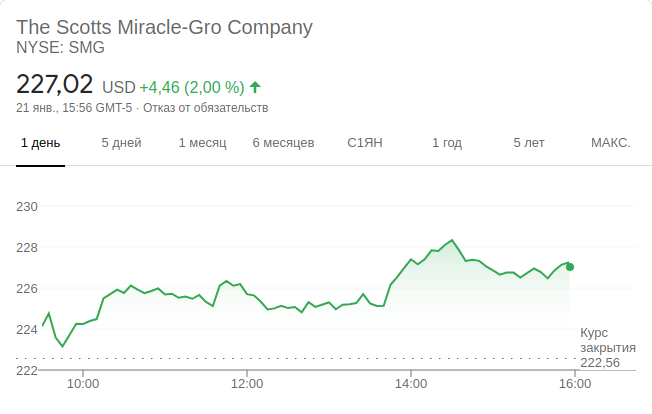 The Scotts Miracle-Gro Company
NYSE: SMG
227,02 USD +4,46 (2,00 %)
21 янв., 15:56 GMT-5 · Отказ от обязательств
1 день 5 дней 1 месяц 6 месяцев С1ЯН 1 год 5 лет МАКС.
230
228
226
224
Курс
закрытия
222,56
222
10:00 12:00 14:00 16:00